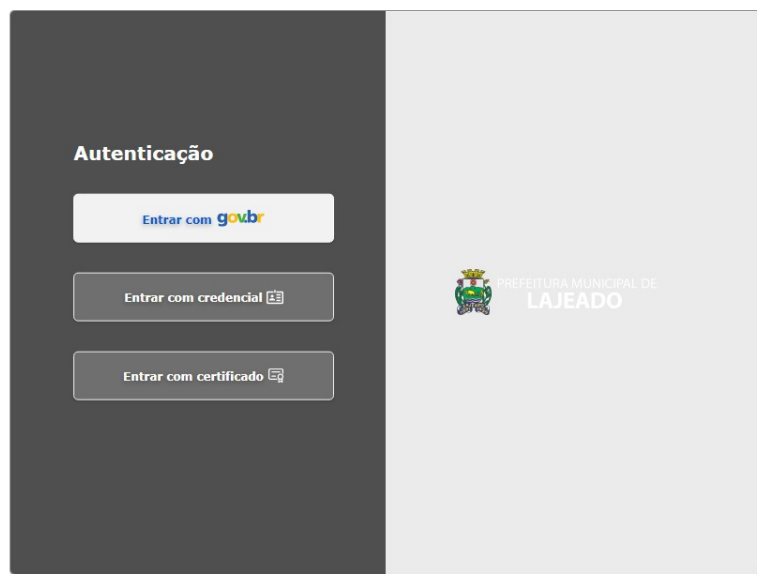 Autenticação
Entrar com gov.br
Entrar com credencial
Entrar com certificado
PREFEITURA MUNICIPAL DE
LAJEADO